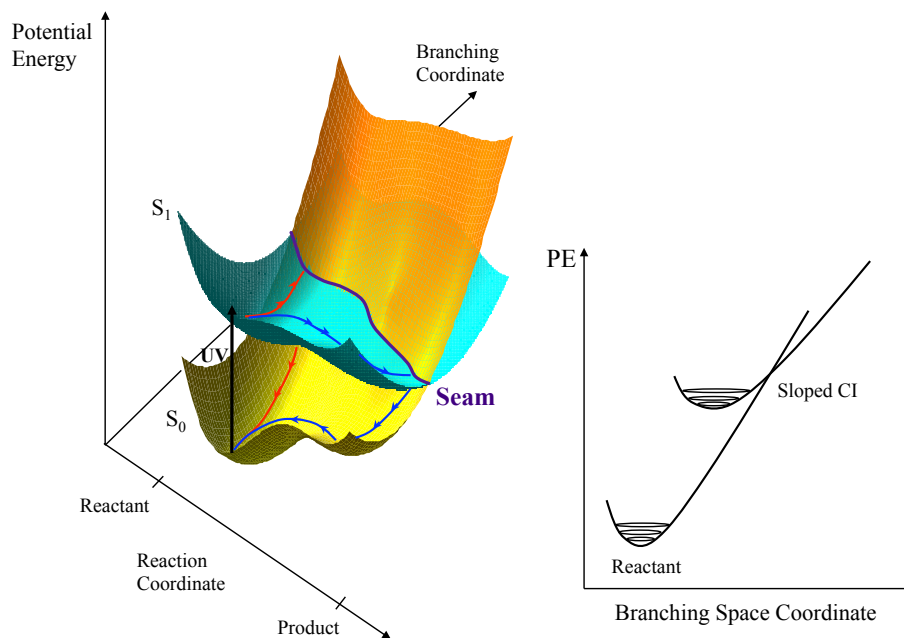 Potential
Energy
Branching
Coordinate
S₁
UV
S₀
Seam
Reactant
Reaction
Coordinate
Product
PE
Sloped CI
Reactant
Branching Space Coordinate